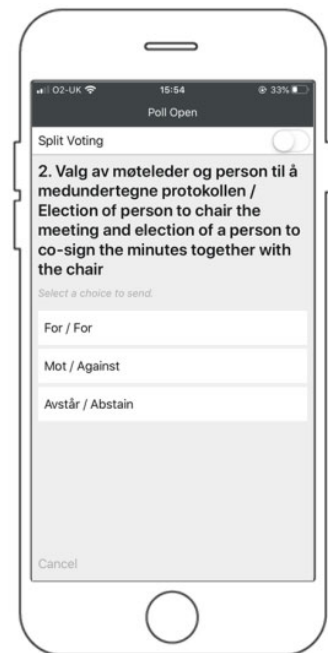 O2-UK 15:54 33%
Poll Open
Split Voting
2. Valg av møteleder og person til å
medundertegne protokollen /
Election of person to chair the
meeting and election of a person to
co-sign the minutes together with
the chair
Select a choice to send.
For / For
Mot / Against
Avstår / Abstain
Cancel